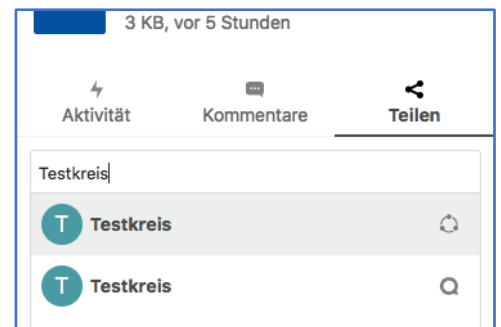 3 KB, vor 5 Stunden
Aktivität Kommentare Teilen
Testkreis
T Testkreis
T Testkreis